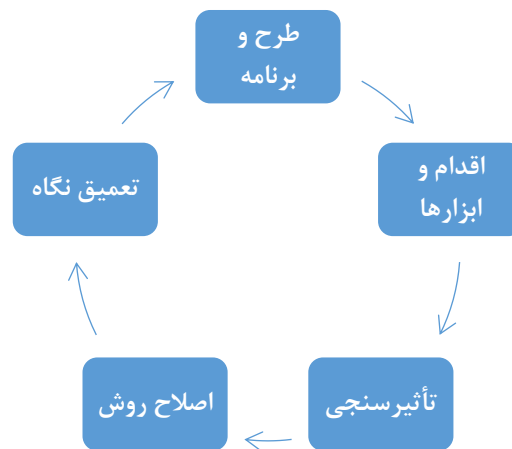 طرح و
برنامه
اقدام و
ابزارها
تأثیرسنجی
اصلاح روش
تعمیق نگاه